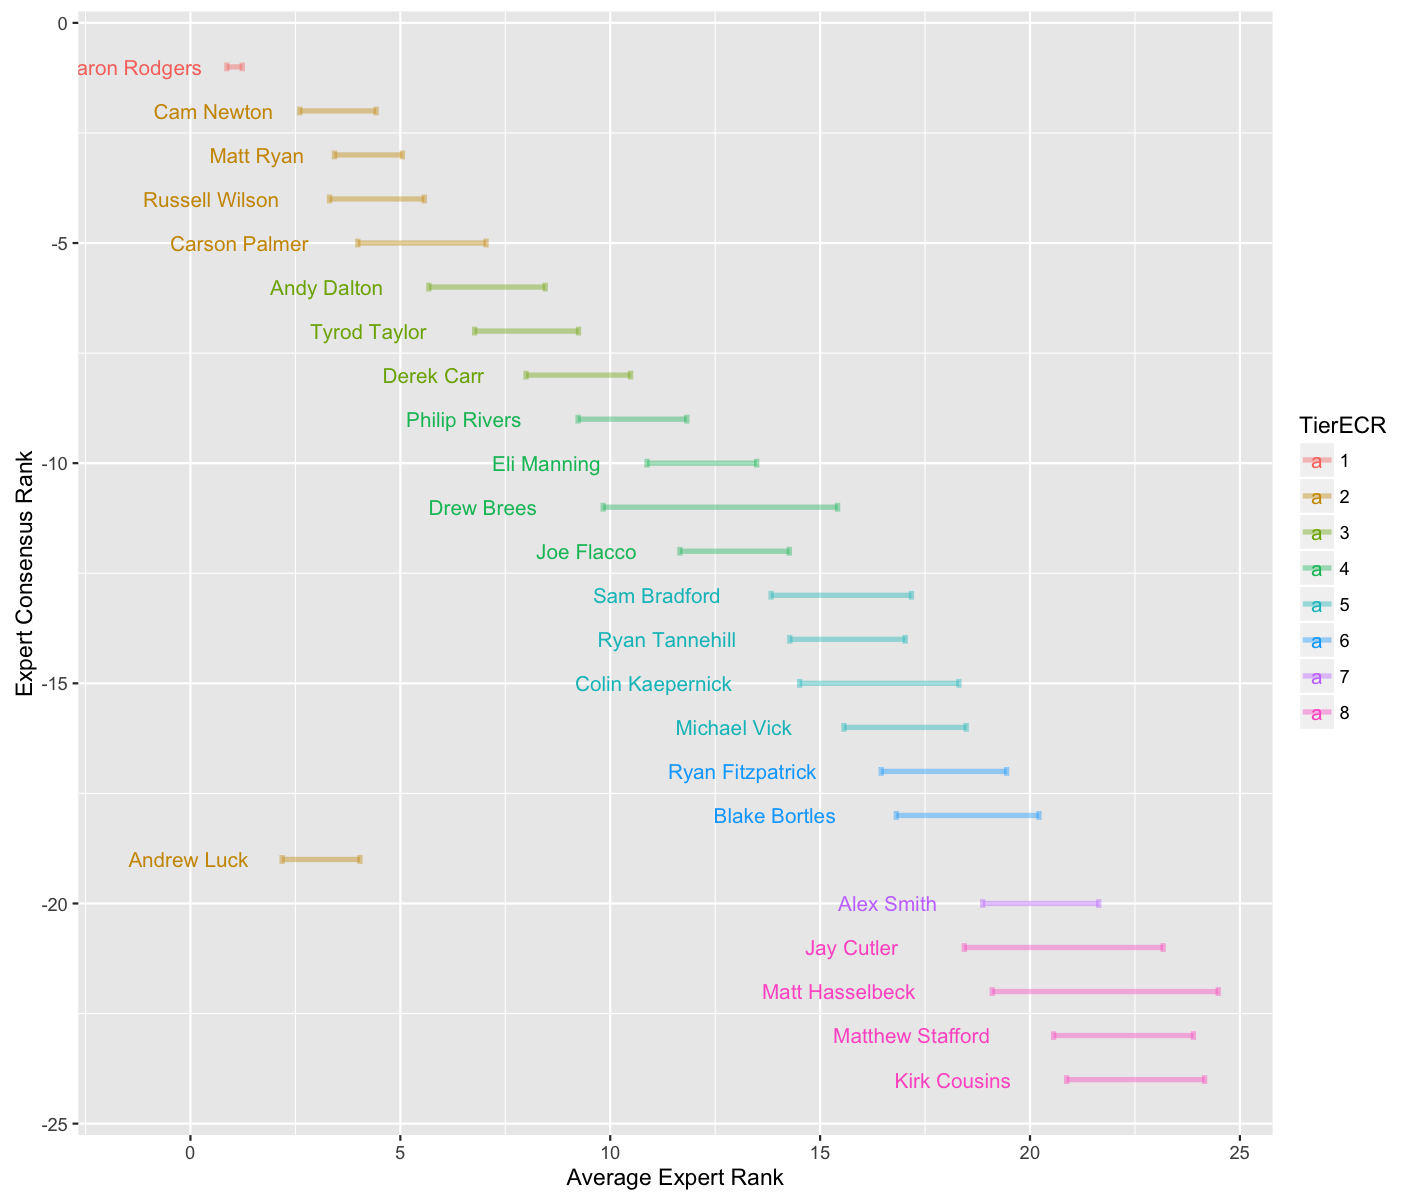 0
aron Rodgers
Cam Newton
Matt Ryan
Russell Wilson
-5
Carson Palmer
Andy Dalton
Tyrod Taylor
Derek Carr
Philip Rivers
-10
Eli Manning
Drew Brees
Joe Flacco
Sam Bradford
Ryan Tannehill
-15
Colin Kaepernick
Michael Vick
Ryan Fitzpatrick
Blake Bortles
Andrew Luck
-20
Alex Smith
Jay Cutler
Matt Hasselbeck
Matthew Stafford
Kirk Cousins
-25
0 5 10 15 20 25
Average Expert Rank
Expert Consensus Rank
TierECR
a 1
a 2
a 3
a 4
a 5
a 6
a 7
a 8